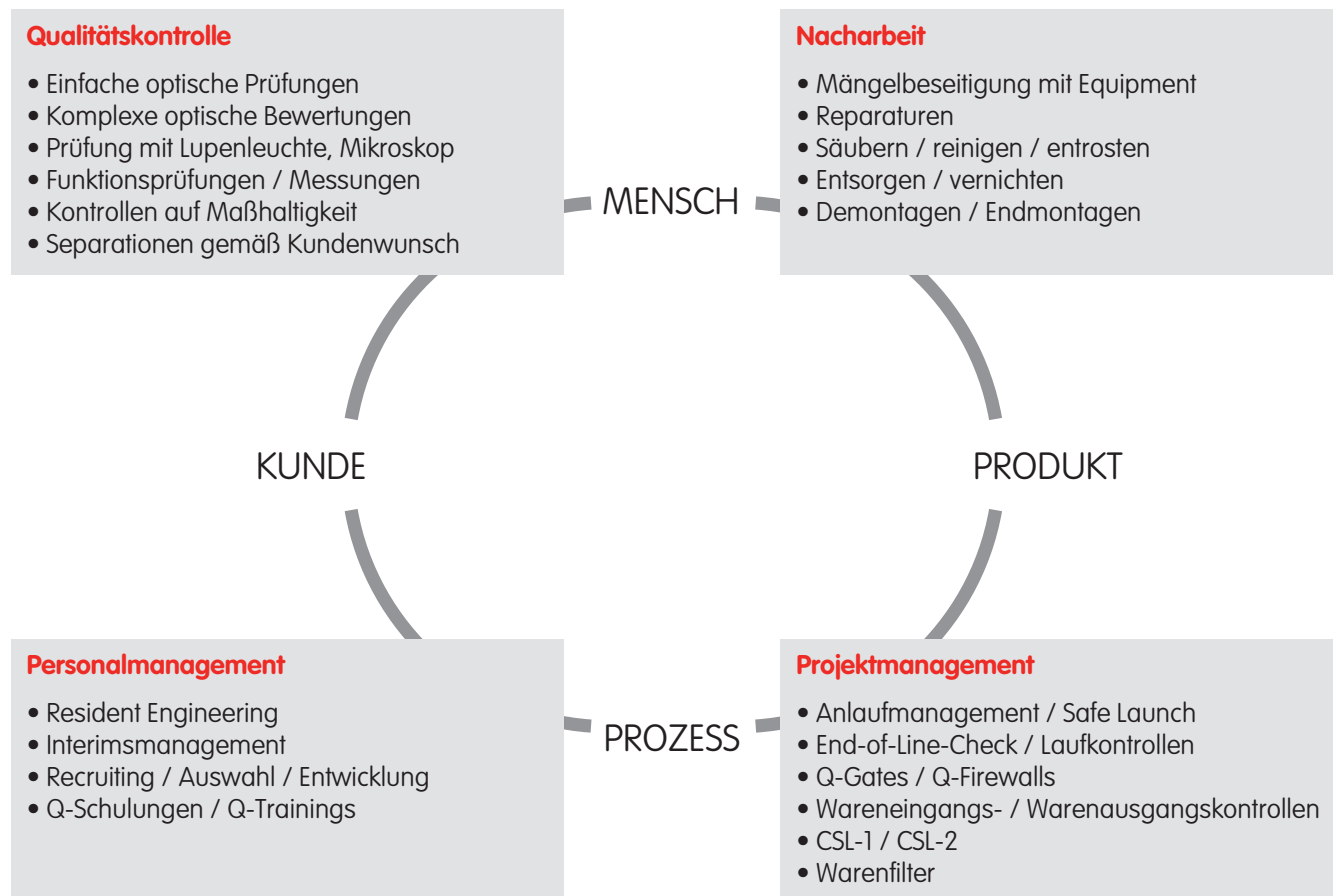 Qualitätskontrolle
• Einfache optische Prüfungen
• Komplexe optische Bewertungen
• Prüfung mit Lupenleuchte, Mikroskop
• Funktionsprüfungen / Messungen
• Kontrollen auf Maßhaltigkeit
• Separationen gemäß Kundenwunsch
Nacharbeit
• Mängelbeseitigung mit Equipment
• Reparaturen
• Säubern / reinigen / entrosten
• Entsorgen / vernichten
• Demontagen / Endmontagen
MENSCH
KUNDE
PRODUKT
Personalmanagement
• Resident Engineering
• Interimsmanagement
• Recruiting / Auswahl / Entwicklung
• Q-Schulungen / Q-Trainings
PROZESS
Projektmanagement
• Anlaufmanagement / Safe Launch
• End-of-Line-Check / Laufkontrollen
• Q-Gates / Q-Firewalls
• Wareneingangs- / Warenausgangskontrollen
• CSL-1 / CSL-2
• Warenfilter